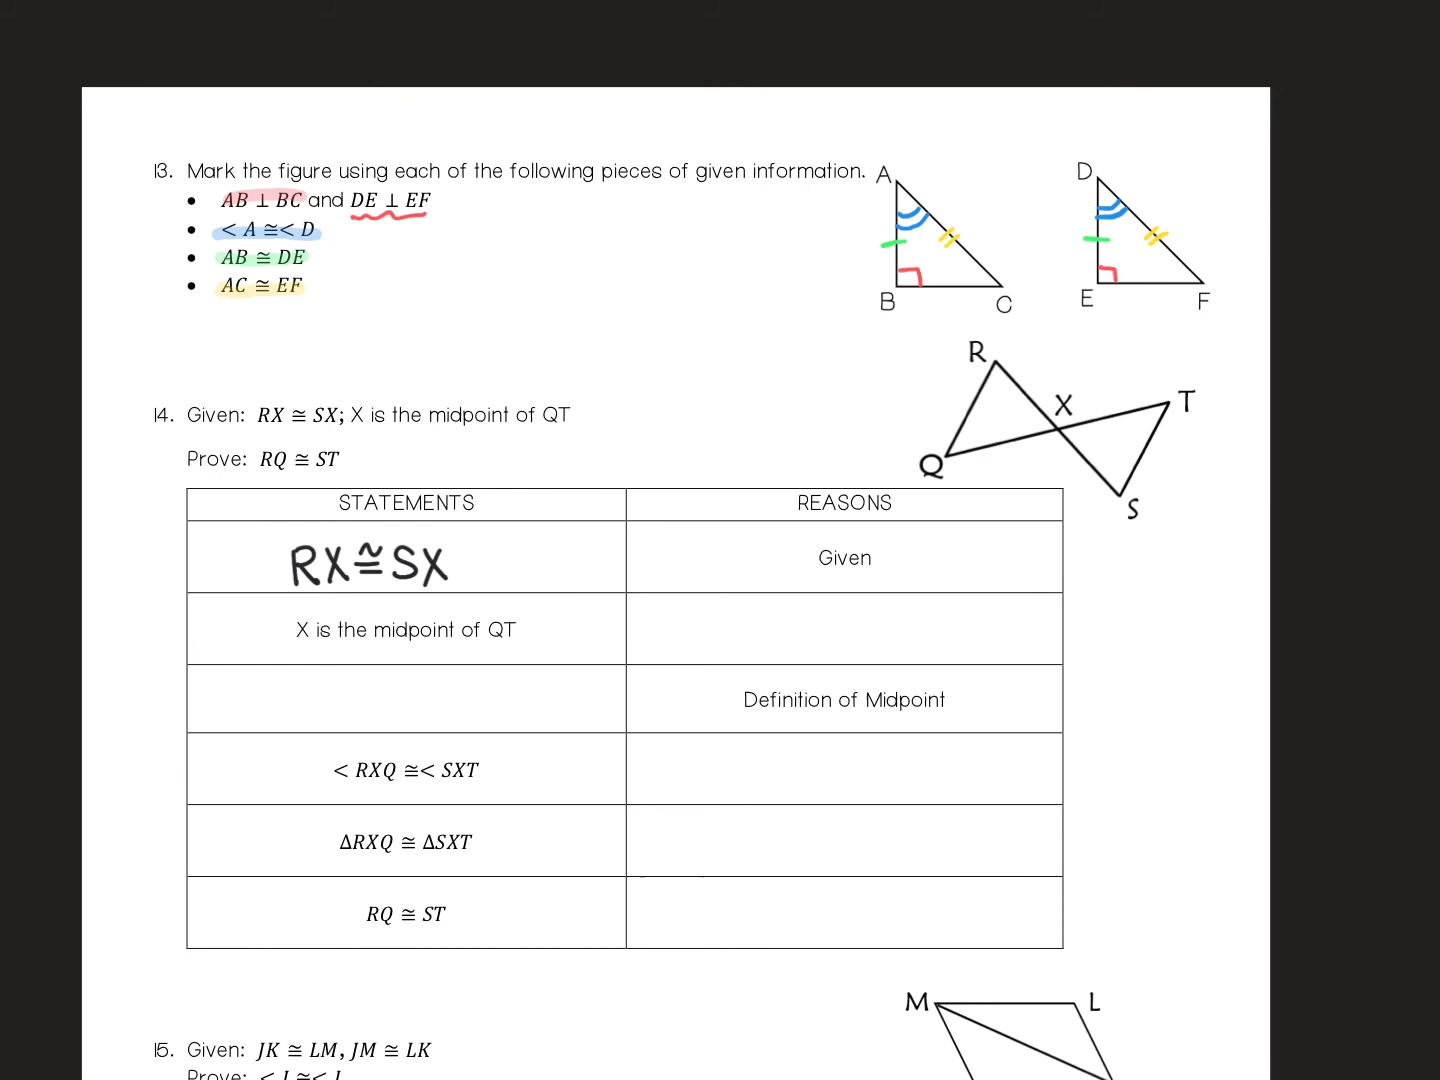 13. Mark the figure using each of the following pieces of given information.
• AB ⊥ BC and DE ⊥ EF
• < A ≅< D
• AB ≅ DE
• AC ≅ EF
A
B
C
D
E
F
14. Given: RX ≅ SX; X is the midpoint of QT
Prove: RQ ≅ ST
R
X
T
Q
S
STATEMENTS REASONS
RX ≅ SX Given
X is the midpoint of QT
Definition of Midpoint
< RXQ ≅< SXT
ΔRXQ ≅ ΔSXT
RQ ≅ ST
M
L
15. Given: JK ≅ LM, JM ≅ LK
Prove: